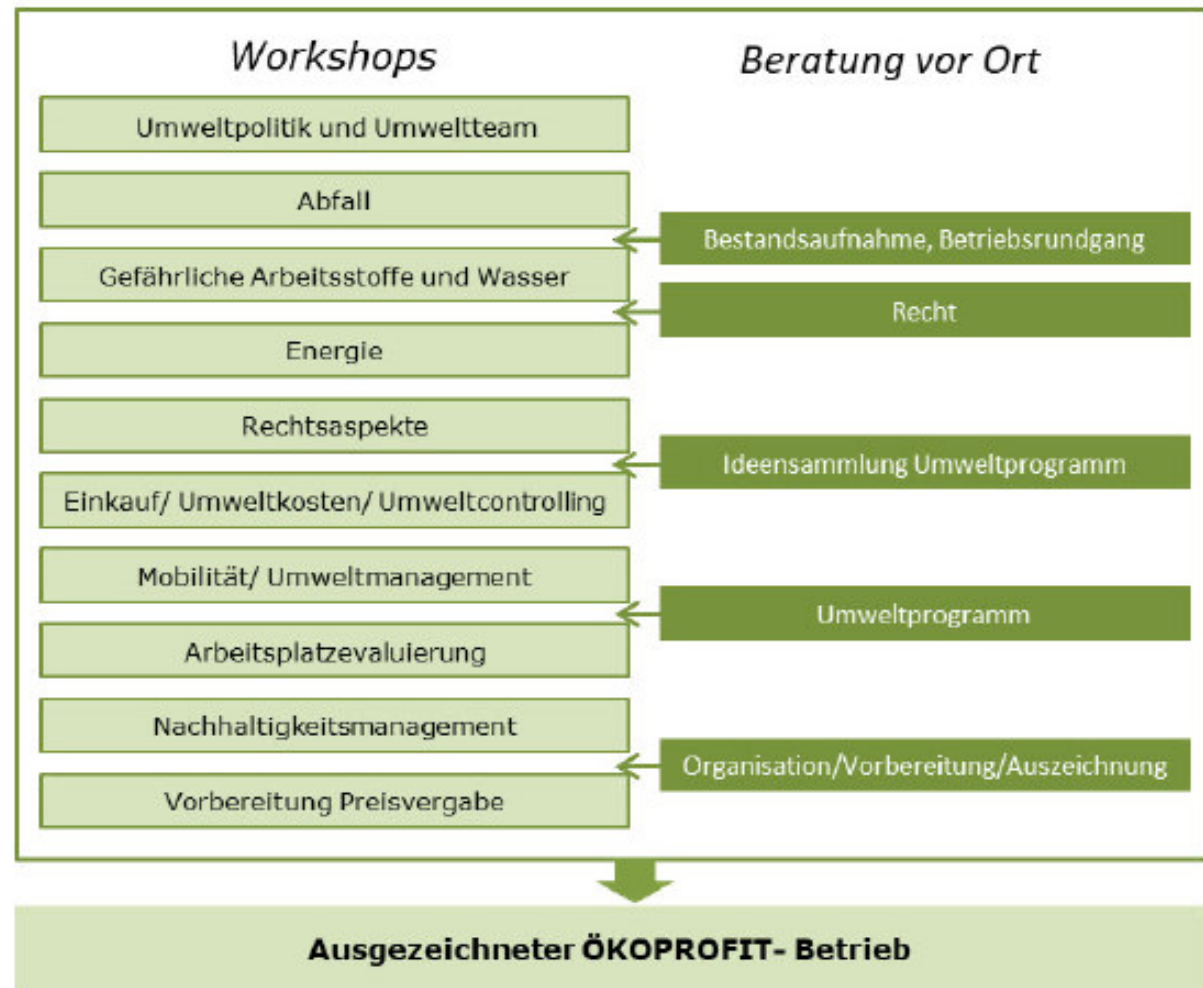 Workshops
Umweltpolitik und Umweltteam
Abfall
Gefährliche Arbeitsstoffe und Wasser
Energie
Rechtsaspekte
Einkauf/ Umweltkosten/ Umweltcontrolling
Mobilität/ Umweltmanagement
Arbeitsplatzevaluierung
Nachhaltigkeitsmanagement
Vorbereitung Preisvergabe
Beratung vor Ort
Bestandsaufnahme, Betriebsrundgang
Recht
Ideensammlung Umweltprogramm
Umweltprogramm
Organisation/Vorbereitung/Auszeichnung
Ausgezeichneter ÖKOPROFIT- Betrieb